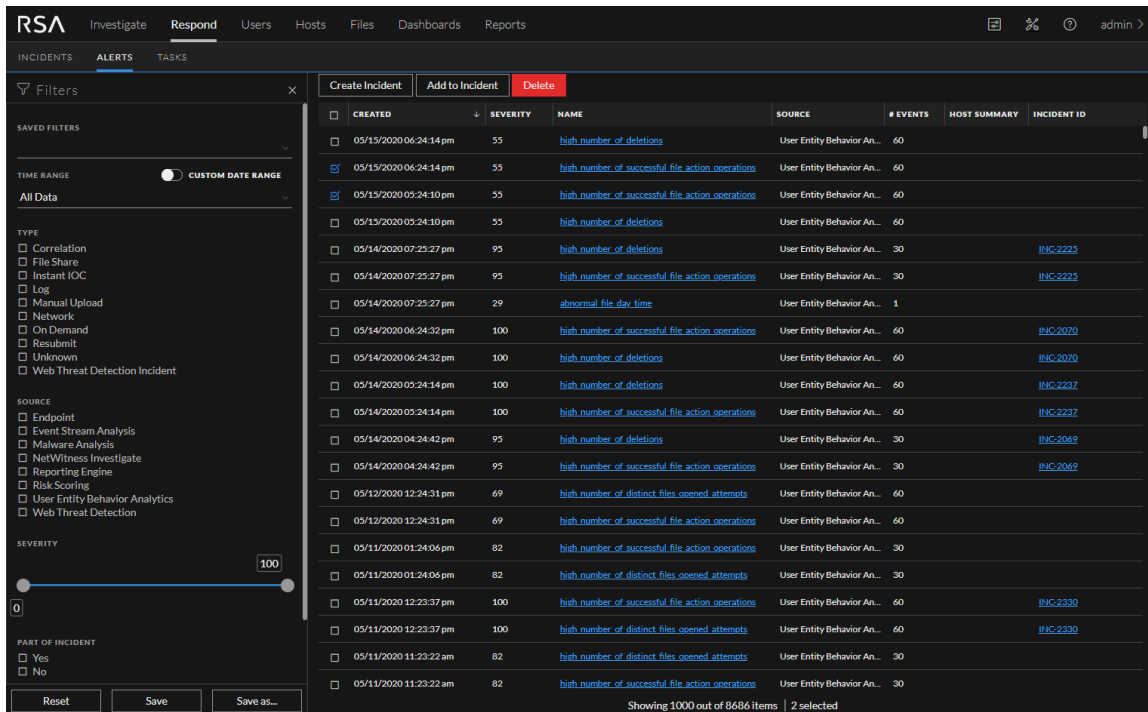 RSA Investigate Respond Users Hosts Files Dashboards Reports admin >
INCIDENTS ALERTS TASKS
Filters
SAVED FILTERS
TIME RANGE CUSTOM DATE RANGE
All Data
TYPE
Correlation
File Share
Instant IOC
Log
Manual Upload
Network
On Demand
Resubmit
Unknown
Web Threat Detection Incident
SOURCE
Endpoint
Event Stream Analysis
Malware Analysis
NetWitness Investigate
Reporting Engine
Risk Scoring
User Entity Behavior Analytics
Web Threat Detection
SEVERITY
100
0
PART OF INCIDENT
Yes
No
Reset Save Save as...
Create Incident Add to Incident Delete
CREATED SEVERITY NAME SOURCE # EVENTS HOST SUMMARY INCIDENT ID
05/15/2020 06:24:14 pm 55 high number of deletions User Entity Behavior An... 60
05/15/2020 06:24:14 pm 55 high number of successful file action operations User Entity Behavior An... 60
05/15/2020 05:24:10 pm 55 high number of successful file action operations User Entity Behavior An... 60
05/15/2020 05:24:10 pm 55 high number of deletions User Entity Behavior An... 60
05/14/2020 07:25:27 pm 95 high number of deletions User Entity Behavior An... 30 INC-2225
05/14/2020 07:25:27 pm 95 high number of successful file action operations User Entity Behavior An... 30 INC-2225
05/14/2020 07:25:27 pm 29 abnormal file day time User Entity Behavior An... 1
05/14/2020 06:24:32 pm 100 high number of successful file action operations User Entity Behavior An... 60 INC-2070
05/14/2020 06:24:32 pm 100 high number of deletions User Entity Behavior An... 60 INC-2070
05/14/2020 05:24:14 pm 100 high number of deletions User Entity Behavior An... 60 INC-2237
05/14/2020 05:24:14 pm 100 high number of successful file action operations User Entity Behavior An... 60 INC-2237
05/14/2020 04:24:42 pm 95 high number of deletions User Entity Behavior An... 30 INC-2069
05/14/2020 04:24:42 pm 95 high number of successful file action operations User Entity Behavior An... 30 INC-2069
05/12/2020 12:24:31 pm 69 high number of distinct files opened attempts User Entity Behavior An... 60
05/12/2020 12:24:31 pm 69 high number of successful file action operations User Entity Behavior An... 60
05/11/2020 01:24:06 pm 82 high number of successful file action operations User Entity Behavior An... 30
05/11/2020 01:24:06 pm 82 high number of distinct files opened attempts User Entity Behavior An... 30
05/11/2020 12:23:37 pm 100 high number of successful file action operations User Entity Behavior An... 60 INC-2330
05/11/2020 12:23:37 pm 100 high number of distinct files opened attempts User Entity Behavior An... 60 INC-2330
05/11/2020 11:23:22 am 82 high number of distinct files opened attempts User Entity Behavior An... 30
05/11/2020 11:23:22 am 82 high number of successful file action operations User Entity Behavior An... 30
Showing 1000 out of 8686 items | 2 selected